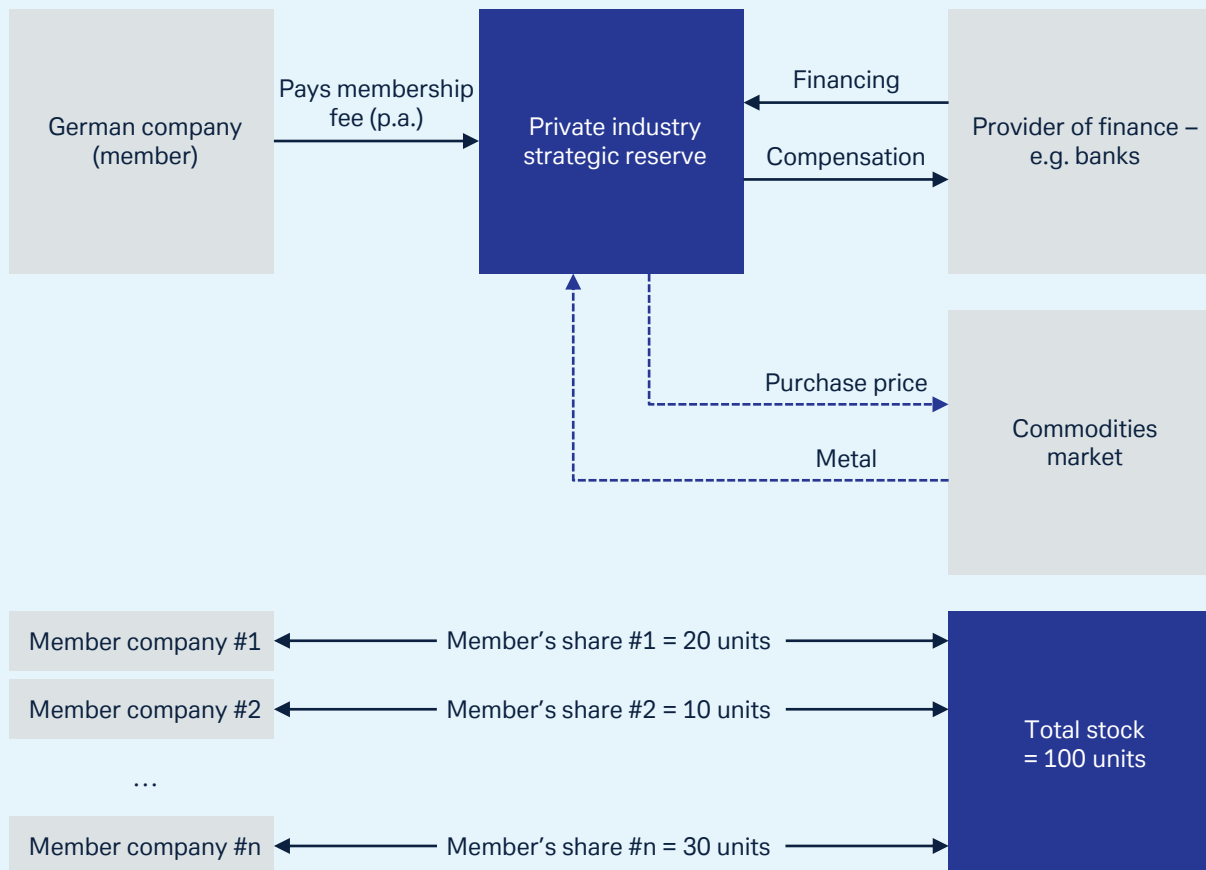 German company
(member)
Pays membership
fee (p.a.)
Private industry
strategic reserve
Financing
Compensation
Provider of finance –
e.g. banks
Purchase price
Metal
Commodities
market
Member company #1
Member’s share #1 = 20 units
Member company #2
Member’s share #2 = 10 units
…
Member company #n
Member’s share #n = 30 units
Total stock
= 100 units